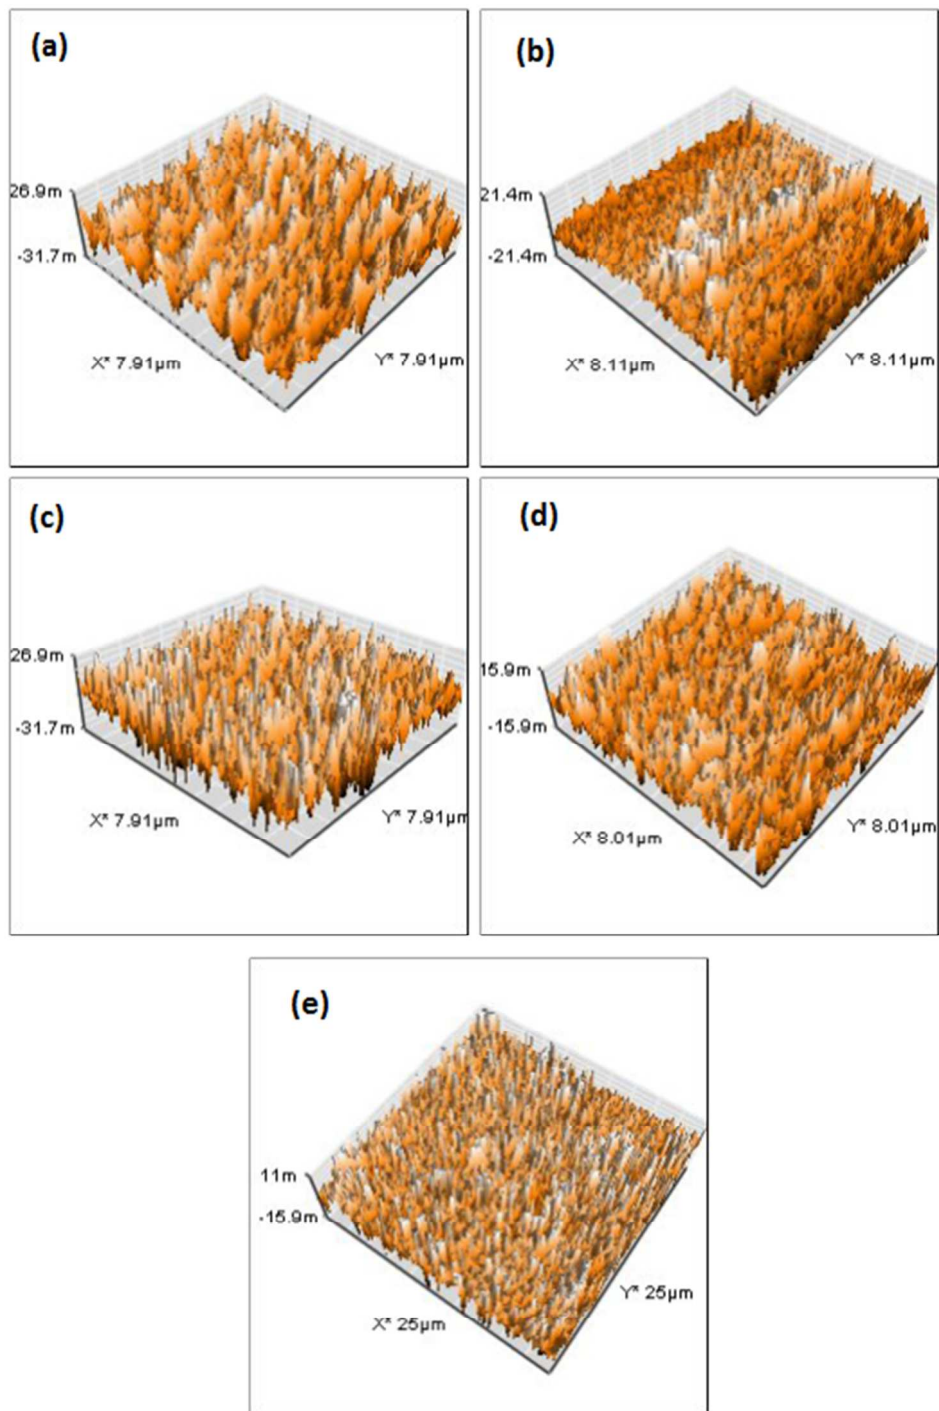 (a)
26.9m
-31.7m
X* 7.91µm
Y* 7.91µm
(b)
21.4m
-21.4m
X* 8.11µm
Y* 8.11µm
(c)
26.9m
-31.7m
X* 7.91µm
Y* 7.91µm
(d)
15.9m
-15.9m
X* 8.01µm
Y* 8.01µm
(e)
11m
-15.9m
X* 25µm
Y* 25µm